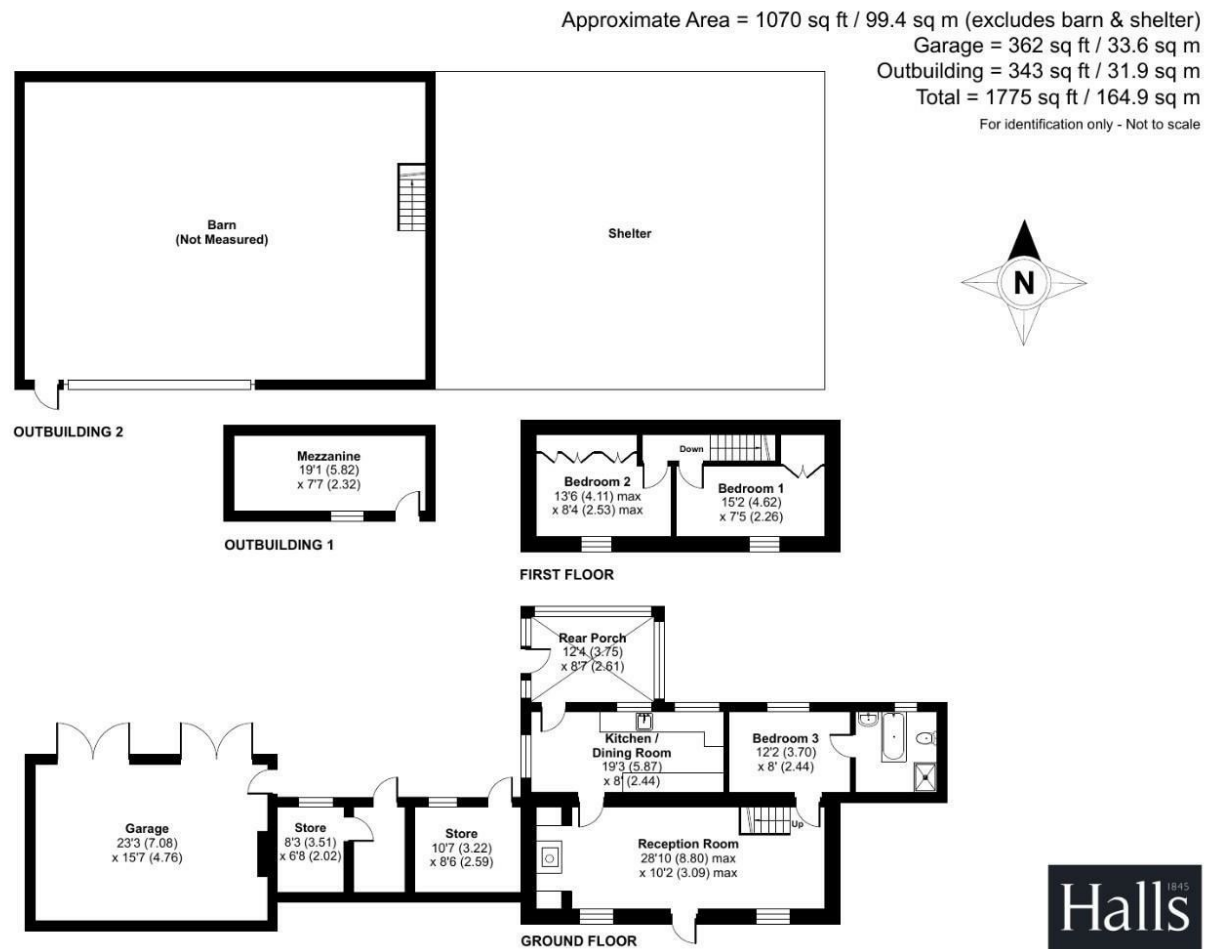 Approximate Area = 1070 sq ft / 99.4 sq m (excludes barn & shelter)
Garage = 362 sq ft / 33.6 sq m
Outbuilding = 343 sq ft / 31.9 sq m
Total = 1775 sq ft / 164.9 sq m
For identification only - Not to scale
Barn
(Not Measured)
Shelter
N
OUTBUILDING 2
Mezzanine
19'1 (5.82)
x 7'7 (2.32)
OUTBUILDING 1
Down
Bedroom 2
13'6 (4.11) max
x 8'4 (2.53) max
Bedroom 1
15'2 (4.62)
x 7'5 (2.26)
FIRST FLOOR
Rear Porch
12'4 (3.75)
x 8'7 (2.61)
Kitchen /
Dining Room
19'3 (5.87)
x 8' (2.44)
Bedroom 3
12'2 (3.70)
x 8' (2.44)
Garage
23'3 (7.08)
x 15'7 (4.76)
Store
8'3 (3.51)
x 6'8 (2.02)
Store
10'7 (3.22)
x 8'6 (2.59)
Up
Reception Room
28'10 (8.80) max
x 10'2 (3.09) max
GROUND FLOOR
1845
Halls